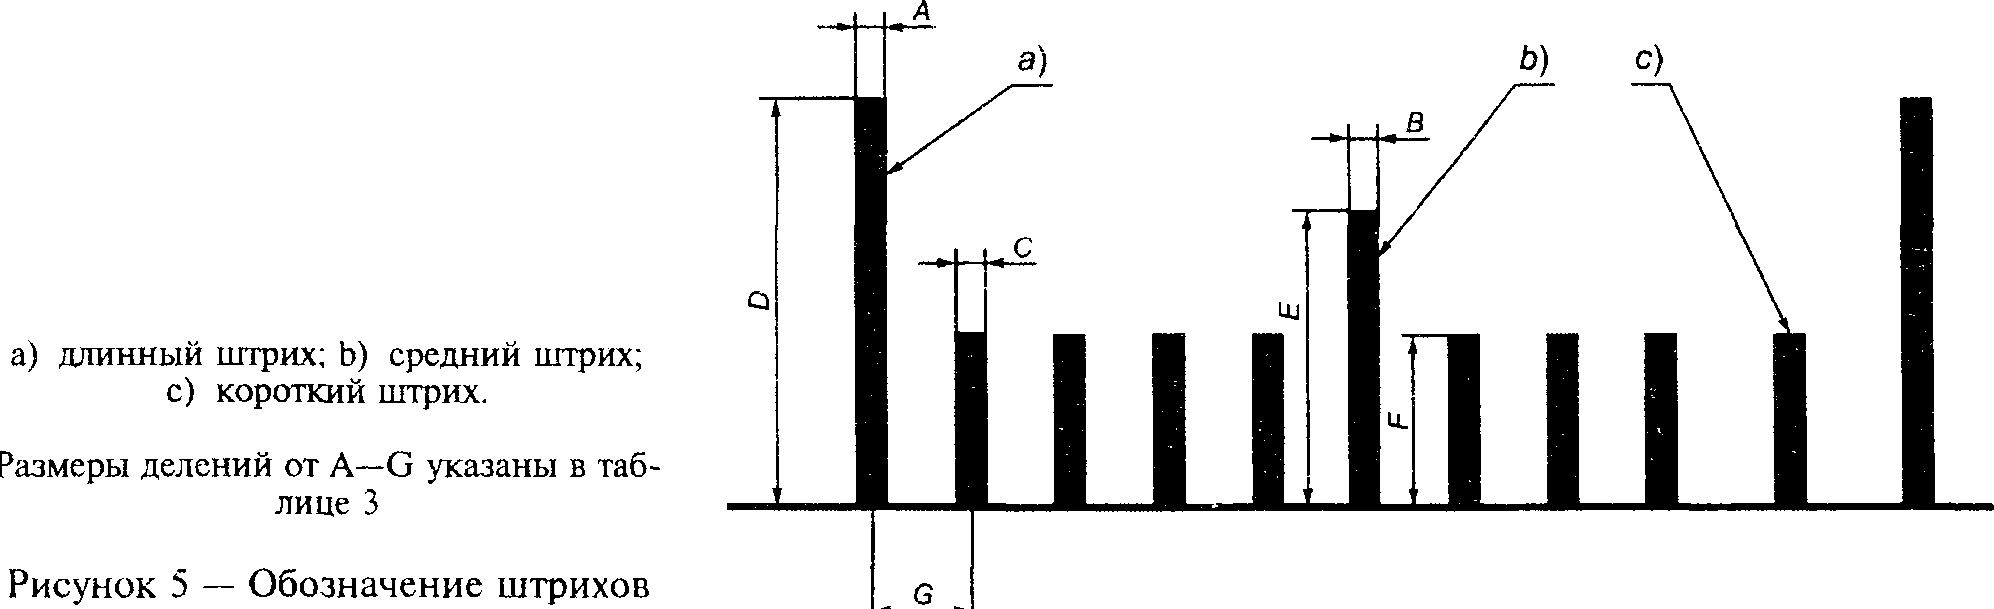 A
a)
b)
c)
B
C
D
E
F
a) длинный штрих; b) средний штрих;
c) короткий штрих.
Размеры делений от A—G указаны в таб-
лице 3
Рисунок 5 — Обозначение штрихов
G